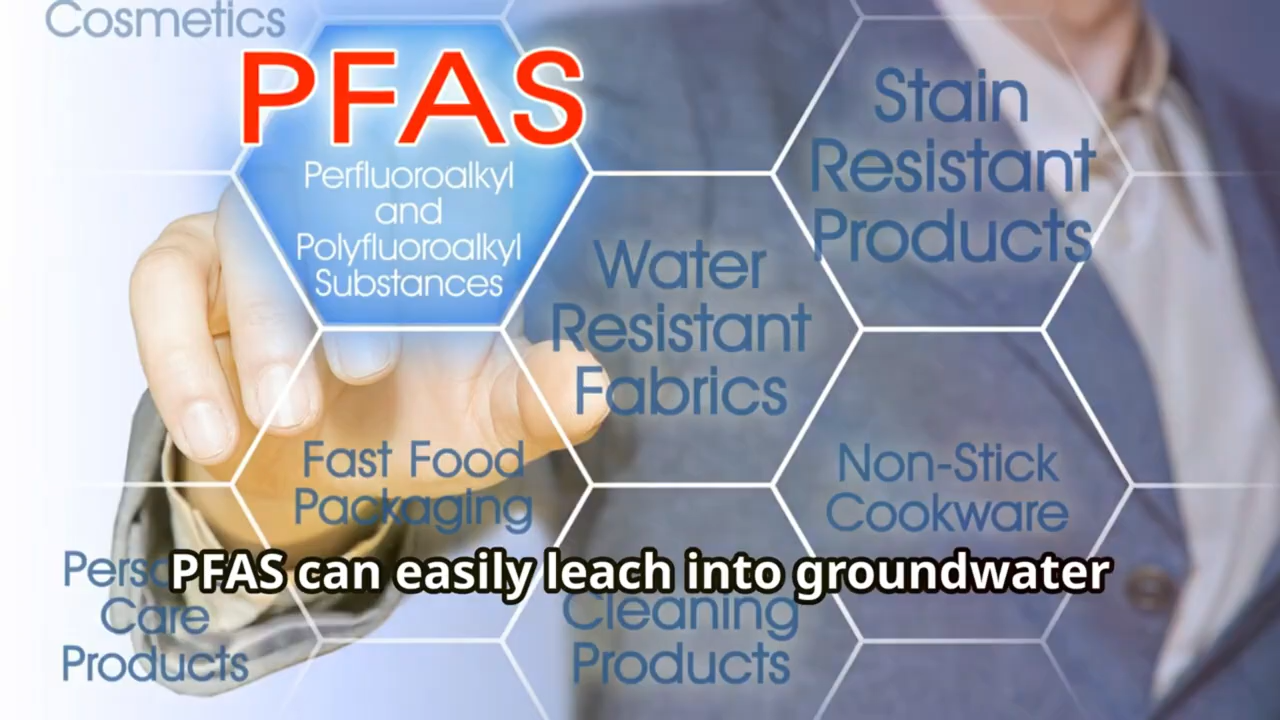 Cosmetics
PFAS
Perfluoroalkyl
and
Polyfluoroalkyl
Substances
Stain
Resistant
Products
Water
Resistant
Fabrics
Fast Food
Packaging
Non-Stick
Cookware
PFAS can easily leach into groundwater
Care
Products
Cleaning
Products